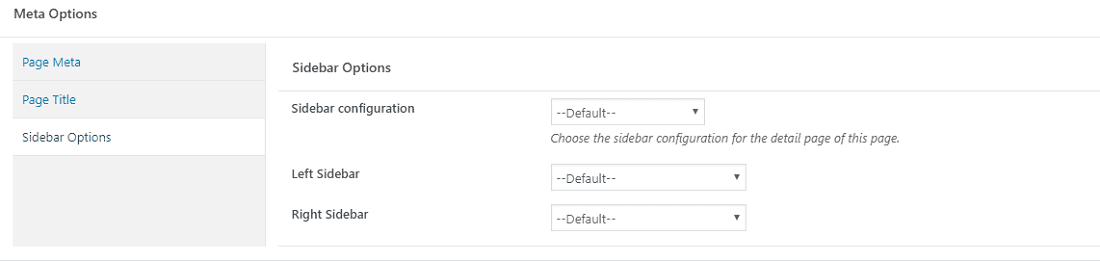 Meta Options
Page Meta
Page Title
Sidebar Options
Sidebar Options
Sidebar configuration
--Default--
Choose the sidebar configuration for the detail page of this page.
Left Sidebar
--Default--
Right Sidebar
--Default--